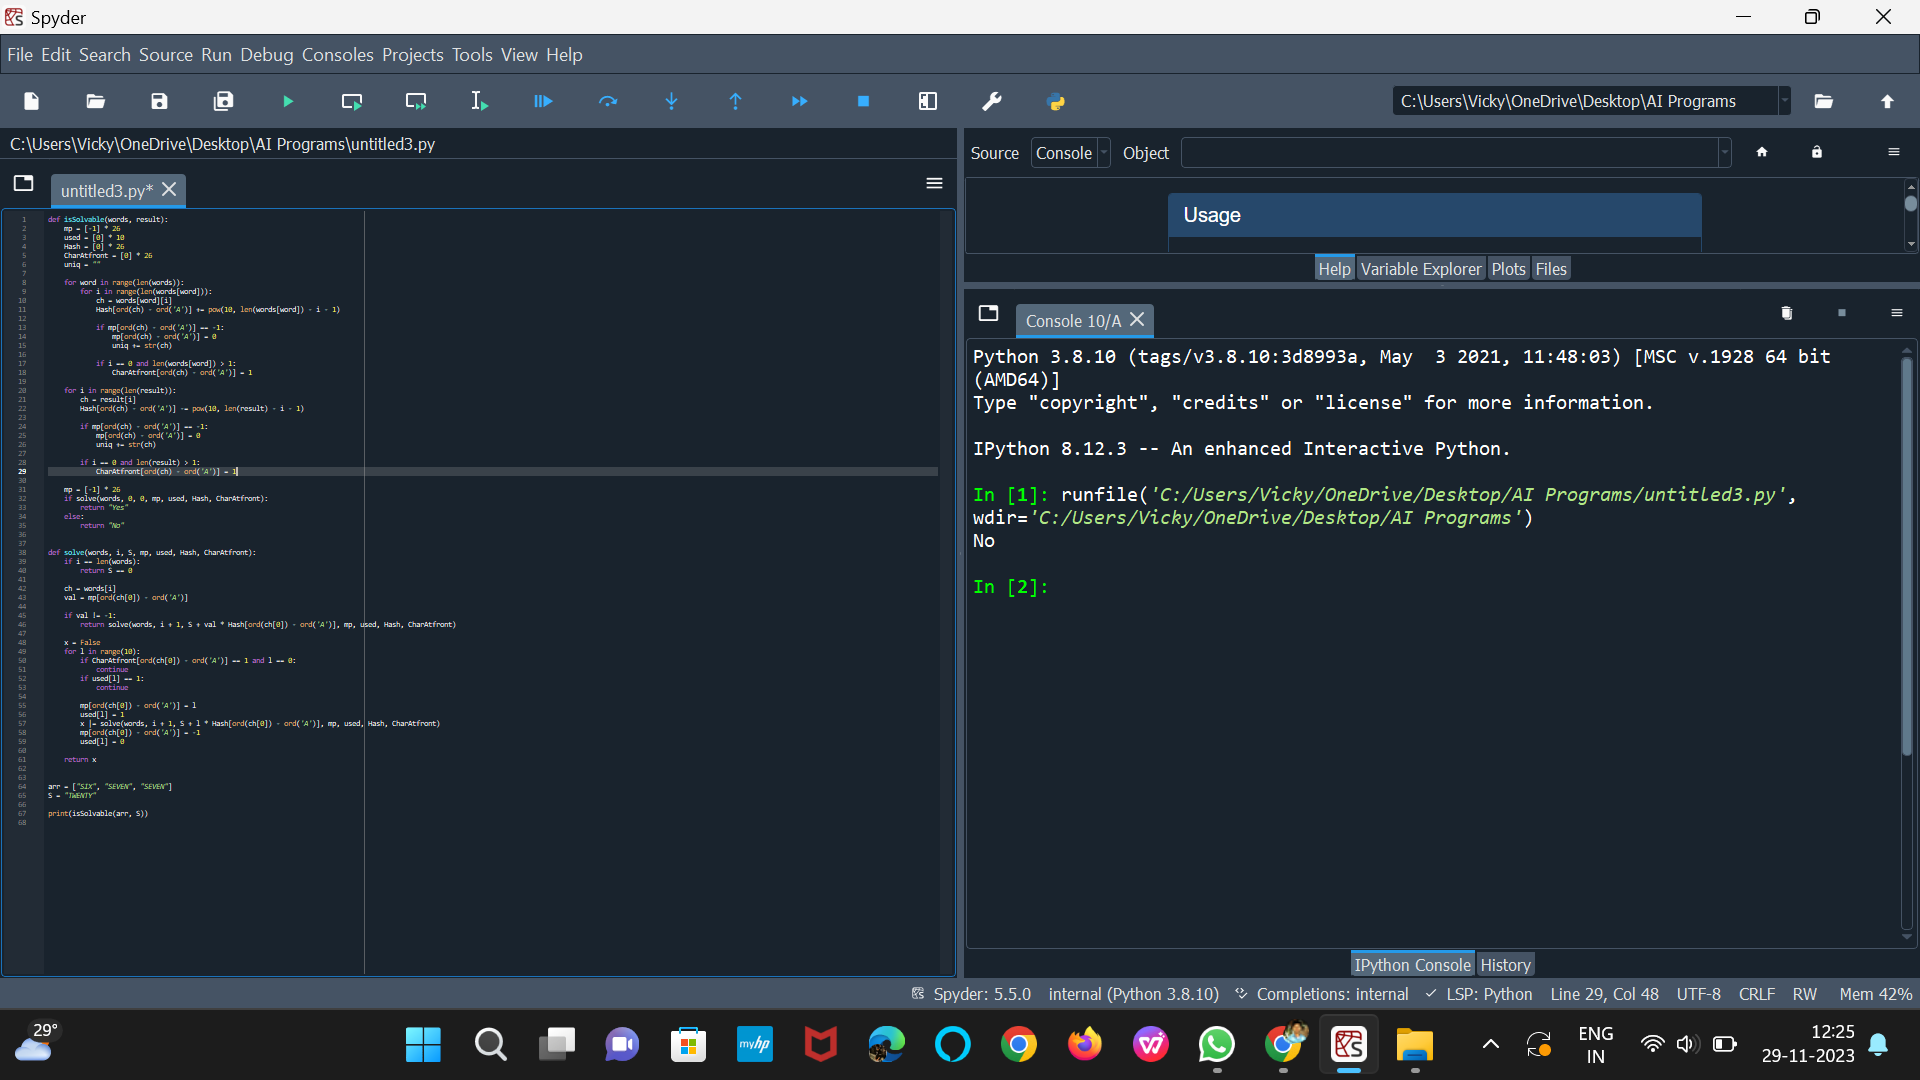 Spyder
File Edit Search Source Run Debug Consoles Projects Tools View Help
C:\Users\Vicky\OneDrive\Desktop\AI Programs
C:\Users\Vicky\OneDrive\Desktop\AI Programs\untitled3.py
untitled3.py*
1 def isSolvable(words, result):
2     mp = [-1] * 26
3     used = [0] * 10
4     Hash = [0] * 26
5     CharAtfront = [0] * 26
6     uniq = ""
7
8     for word in range(len(words)):
9         for i in range(len(words[word])):
10             ch = words[word][i]
11             Hash[ord(ch) - ord('A')] += pow(10, len(words[word]) - i - 1)
12
13             if mp[ord(ch) - ord('A')] == -1:
14                 mp[ord(ch) - ord('A')] = 0
15                 uniq += str(ch)
16
17             if i == 0 and len(words[word]) > 1:
18                 CharAtfront[ord(ch) - ord('A')] = 1
19
20     for i in range(len(result)):
21         ch = result[i]
22         Hash[ord(ch) - ord('A')] -= pow(10, len(result) - i - 1)
23
24         if mp[ord(ch) - ord('A')] == -1:
25             mp[ord(ch) - ord('A')] = 0
26             uniq += str(ch)
27
28         if i == 0 and len(result) > 1:
29             CharAtfront[ord(ch) - ord('A')] = 1
30
31     mp = [-1] * 26
32     if solve(words, 0, 0, mp, used, Hash, CharAtfront):
33         return "Yes"
34     else:
35         return "No"
36
37
38 def solve(words, i, S, mp, used, Hash, CharAtfront):
39     if i == len(words):
40         return S == 0
41
42     ch = words[i]
43     val = mp[ord(ch[0]) - ord('A')]
44
45     if val != -1:
46         return solve(words, i + 1, S + val * Hash[ord(ch[0]) - ord('A')], mp, used, Hash, CharAtfront)
47
48     x = False
49     for l in range(10):
50         if CharAtfront[ord(ch[0]) - ord('A')] == 1 and l == 0:
51             continue
52         if used[l] == 1:
53             continue
54
55         mp[ord(ch[0]) - ord('A')] = l
56         used[l] = 1
57         x |= solve(words, i + 1, S + l * Hash[ord(ch[0]) - ord('A')], mp, used, Hash, CharAtfront)
58         mp[ord(ch[0]) - ord('A')] = -1
59         used[l] = 0
60
61     return x
62
63
64 arr = ["SIX", "SEVEN", "SEVEN"]
65 S = "TWENTY"
66
67 print(isSolvable(arr, S))
68
Source Console Object
Usage
Help Variable Explorer Plots Files
Console 10/A
Python 3.8.10 (tags/v3.8.10:3d8993a, May  3 2021, 11:48:03) [MSC v.1928 64 bit
(AMD64)]
Type "copyright", "credits" or "license" for more information.
IPython 8.12.3 -- An enhanced Interactive Python.
In [1]: runfile('C:/Users/Vicky/OneDrive/Desktop/AI Programs/untitled3.py',
wdir='C:/Users/Vicky/OneDrive/Desktop/AI Programs')
No
In [2]:
IPython Console History
Spyder: 5.5.0 internal (Python 3.8.10) Completions: internal LSP: Python Line 29, Col 48 UTF-8 CRLF RW Mem 42%
29°
myhp
ENG
IN
12:25
29-11-2023